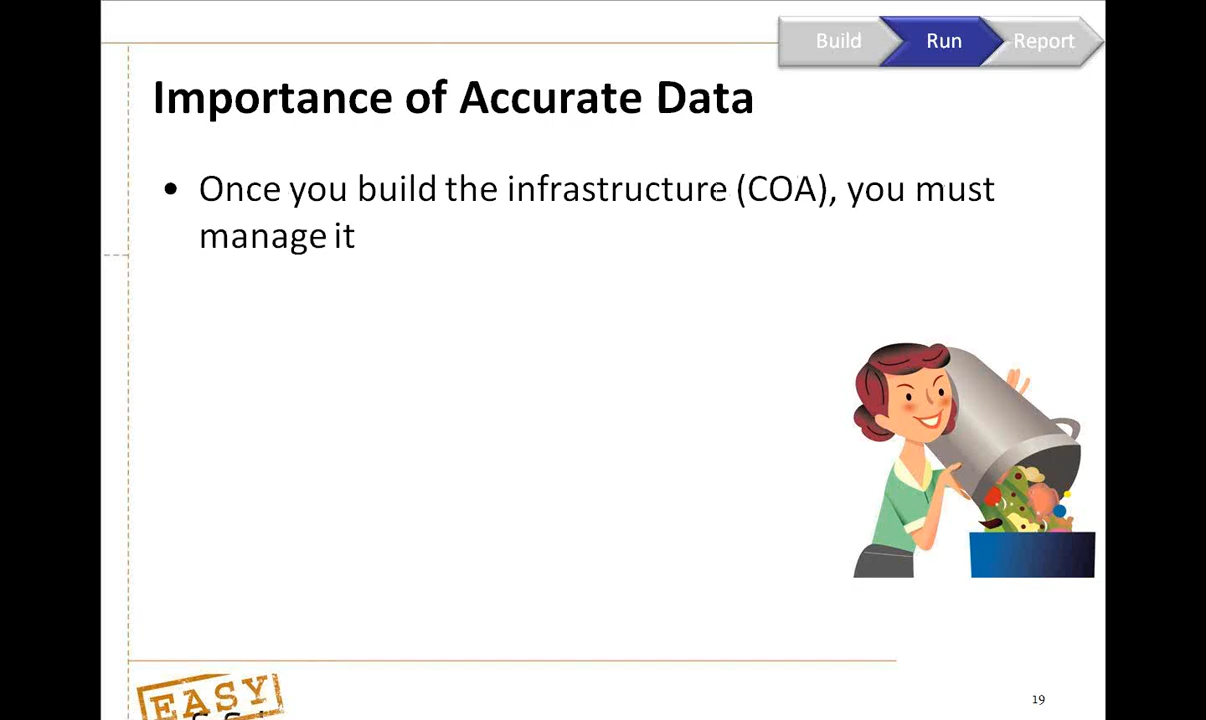 Build Run Report
Importance of Accurate Data
• Once you build the infrastructure (COA), you must
manage it
19
EASY